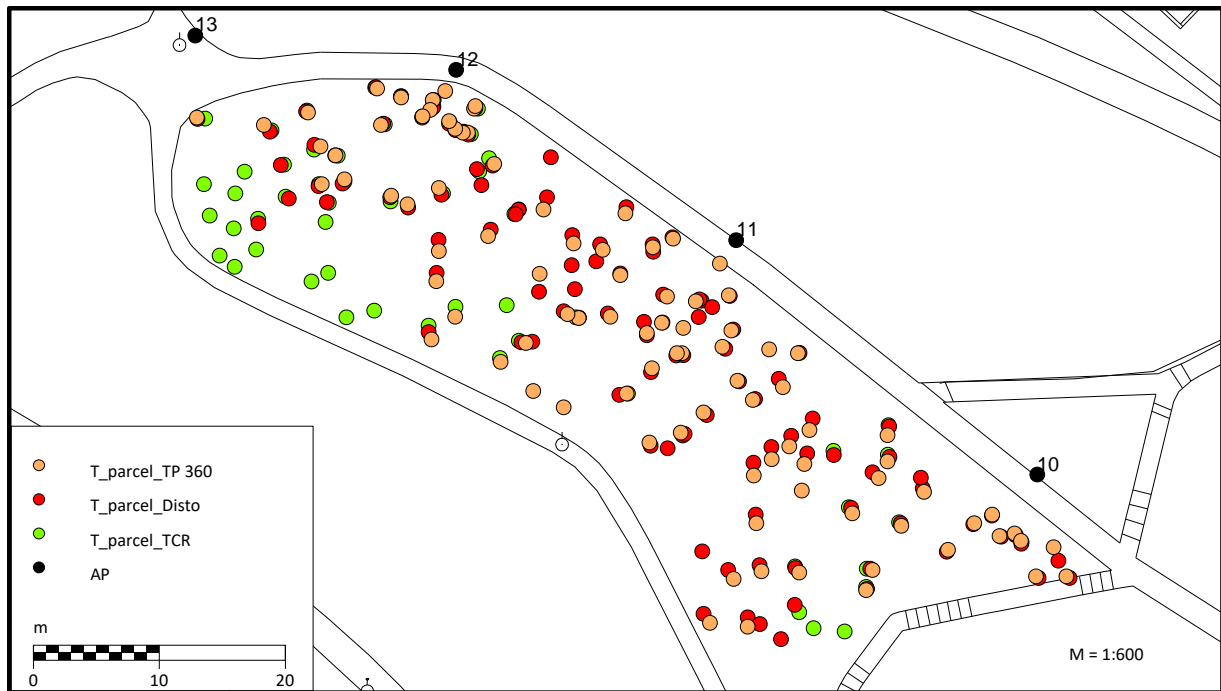 13
12
11
10
T_parcel_TP 360
T_parcel_Disto
T_parcel_TCR
AP
m
0 10 20
M = 1:600